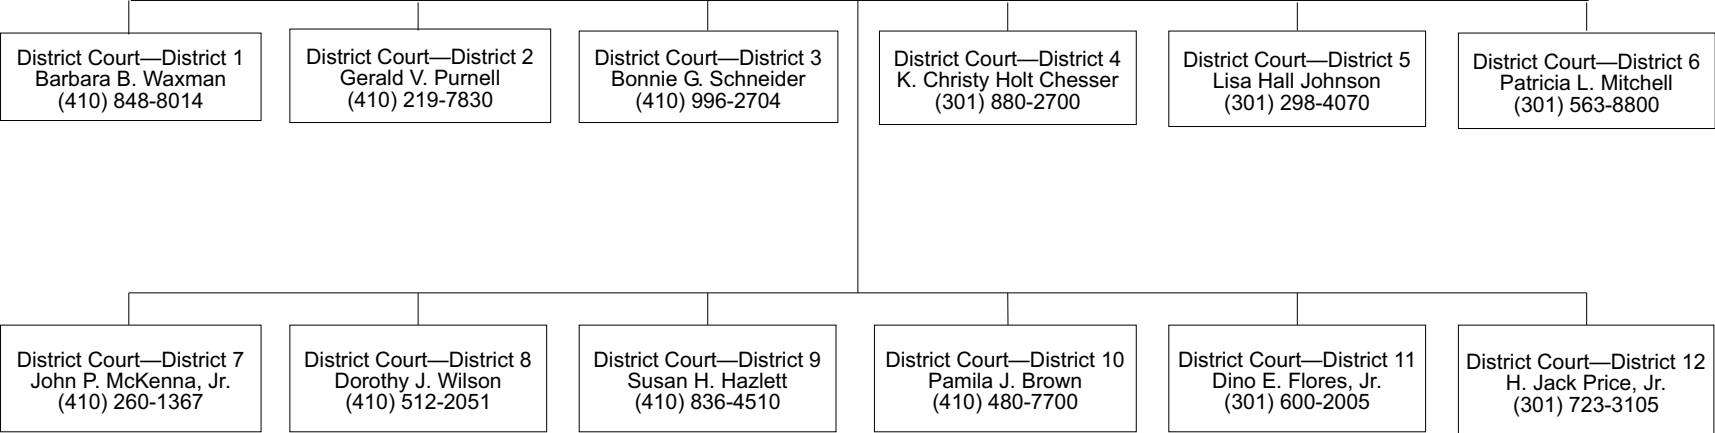 District Court—District 1
Barbara B. Waxman
(410) 848-8014
District Court—District 2
Gerald V. Purnell
(410) 219-7830
District Court—District 3
Bonnie G. Schneider
(410) 996-2704
District Court—District 4
K. Christy Holt Chesser
(301) 880-2700
District Court—District 5
Lisa Hall Johnson
(301) 298-4070
District Court—District 6
Patricia L. Mitchell
(301) 563-8800
District Court—District 7
John P. McKenna, Jr.
(410) 260-1367
District Court—District 8
Dorothy J. Wilson
(410) 512-2051
District Court—District 9
Susan H. Hazlett
(410) 836-4510
District Court—District 10
Pamila J. Brown
(410) 480-7700
District Court—District 11
Dino E. Flores, Jr.
(301) 600-2005
District Court—District 12
H. Jack Price, Jr.
(301) 723-3105